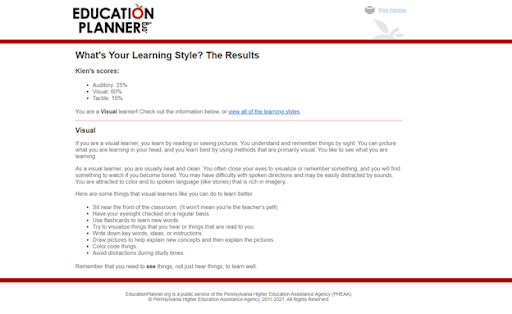 EDUCATION
PLANNER.org
Print Window
What's Your Learning Style? The Results
Kien's scores:
Auditory: 25%
Visual: 60%
Tactile: 15%
You are a Visual learner! Check out the information below, or view all of the learning styles.
Visual
If you are a visual learner, you learn by reading or seeing pictures. You understand and remember things by sight. You can picture
what you are learning in your head, and you learn best by using methods that are primarily visual. You like to see what you are
learning.
As a visual learner, you are usually neat and clean. You often close your eyes to visualize or remember something, and you will find
something to watch if you become bored. You may have difficulty with spoken directions and may be easily distracted by sounds.
You are attracted to color and to spoken language (like stories) that is rich in imagery.
Here are some things that visual learners like you can do to learn better:
Sit near the front of the classroom. (It won't mean you're the teacher's pet!)
Have your eyesight checked on a regular basis.
Use flashcards to learn new words.
Try to visualize things that you hear or things that are read to you.
Write down key words, ideas, or instructions.
Draw pictures to help explain new concepts and then explain the pictures.
Color code things.
Avoid distractions during study times.
Remember that you need to see things, not just hear things, to learn well.
EducationPlanner.org is a public service of the Pennsylvania Higher Education Assistance Agency (PHEAA).
© Pennsylvania Higher Education Assistance Agency, 2011-2021. All Rights Reserved.